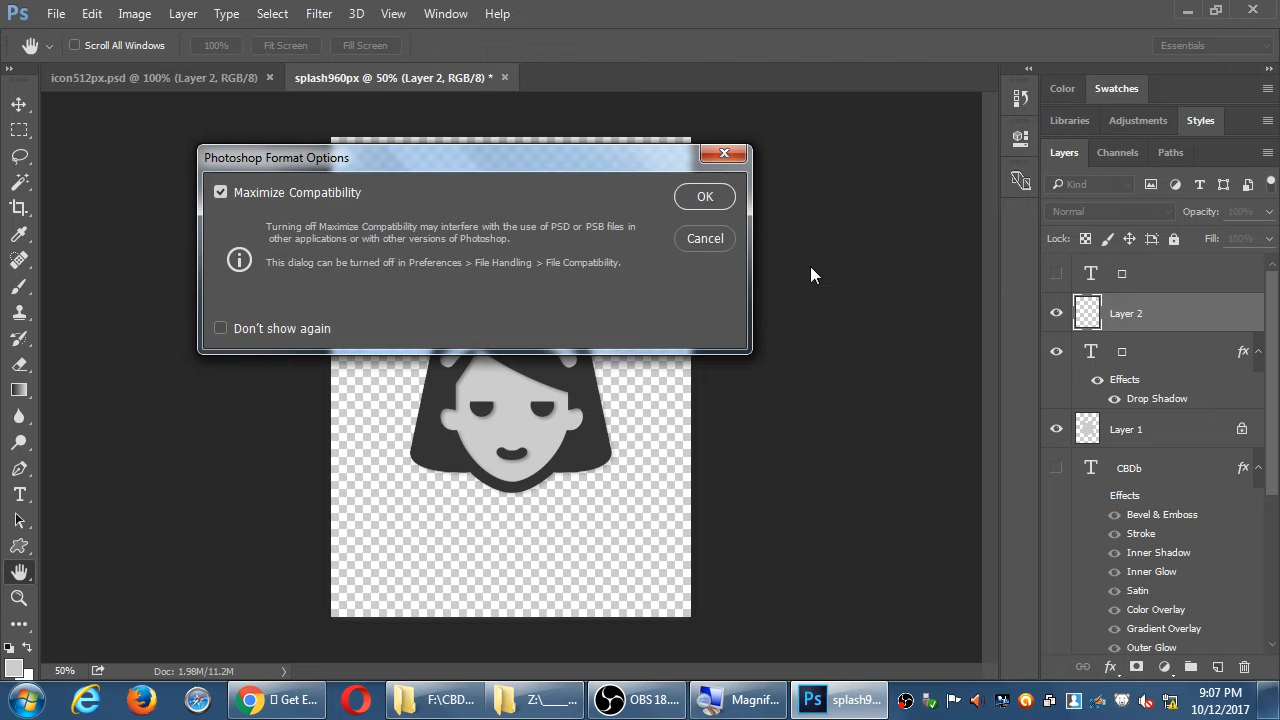 Ps File Edit Image Layer Type Select Filter 3D View Window Help
Scroll All Windows 100% Fit Screen Fill Screen Essentials
icon512px.psd @ 100% (Layer 2, RGB/8) splash960px @ 50% (Layer 2, RGB/8) *
Color Swatches
Libraries Adjustments Styles
Layers Channels Paths
Kind
Normal Opacity: 100%
Lock: Fill: 100%
Photoshop Format Options
Maximize Compatibility
OK
Turning off Maximize Compatibility may interfere with the use of PSD or PSB files in
other applications or with other versions of Photoshop.
Cancel
This dialog can be turned off in Preferences > File Handling > File Compatibility.
Don't show again
T
Layer 2
T fx
Effects
Drop Shadow
Layer 1
T CBDb fx
Effects
Bevel & Emboss
Stroke
Inner Shadow
Inner Glow
Satin
Color Overlay
Gradient Overlay
Outer Glow
fx
50% Doc: 1.98M/11.2M
Get E... F:\CBD... Z:\____... OBS 18.... Magnif... Ps splash9...
9:07 PM
10/12/2017